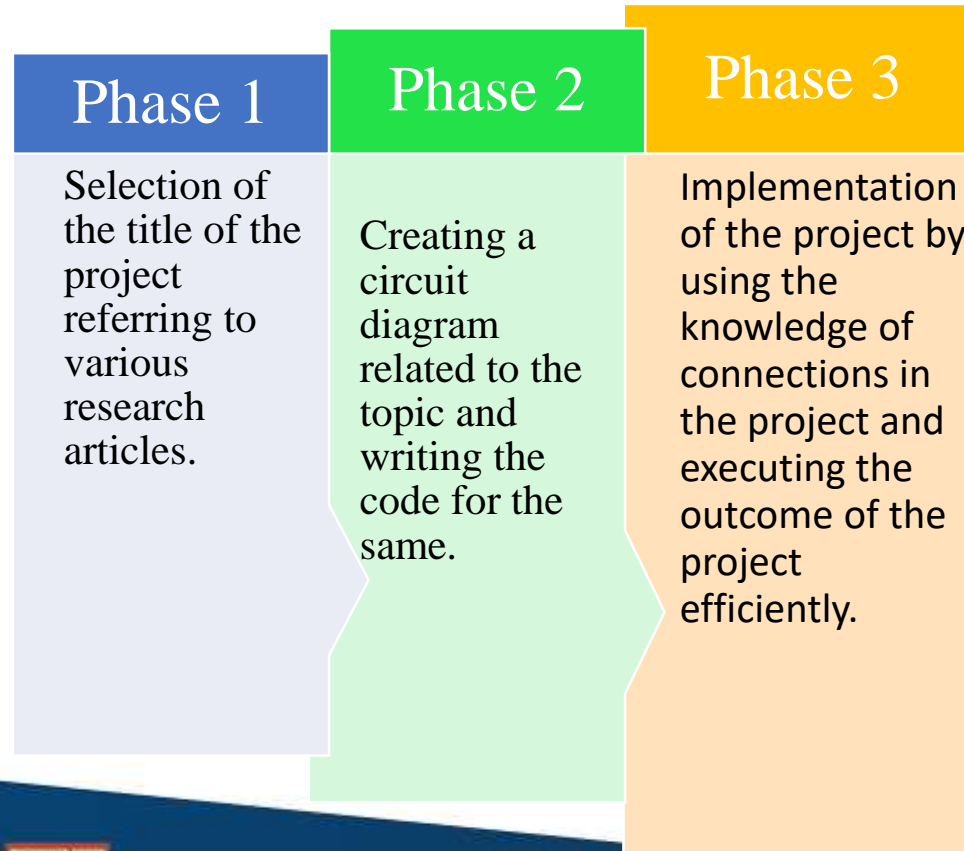 Phase 1
Selection of
the title of the
project
referring to
various
research
articles.
Phase 2
Creating a
circuit
diagram
related to the
topic and
writing the
code for the
same.
Phase 3
Implementation
of the project by
using the
knowledge of
connections in
the project and
executing the
outcome of the
project
efficiently.